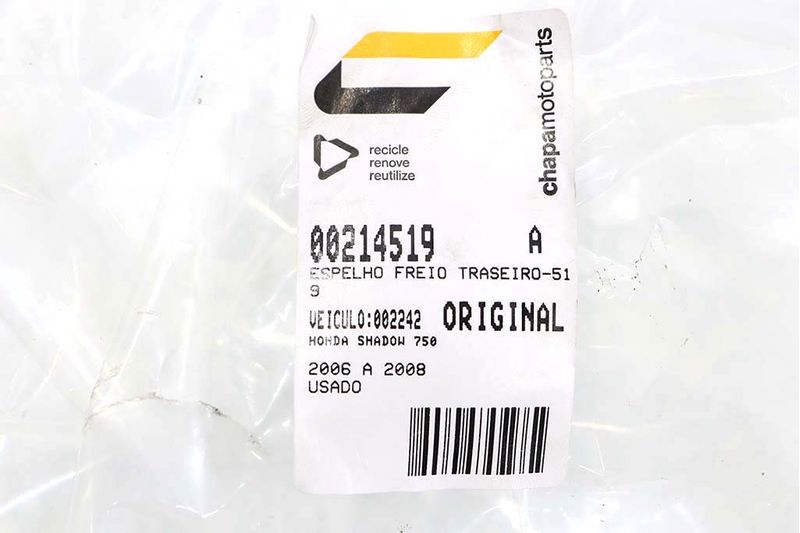 chapamotoparts
recicle
renove
reutilize
00214519 A
ESPELHO FREIO TRASEIRO-51
9
VEICULO:002242 ORIGINAL
HONDA SHADOW 750
2006 A 2008
USADO